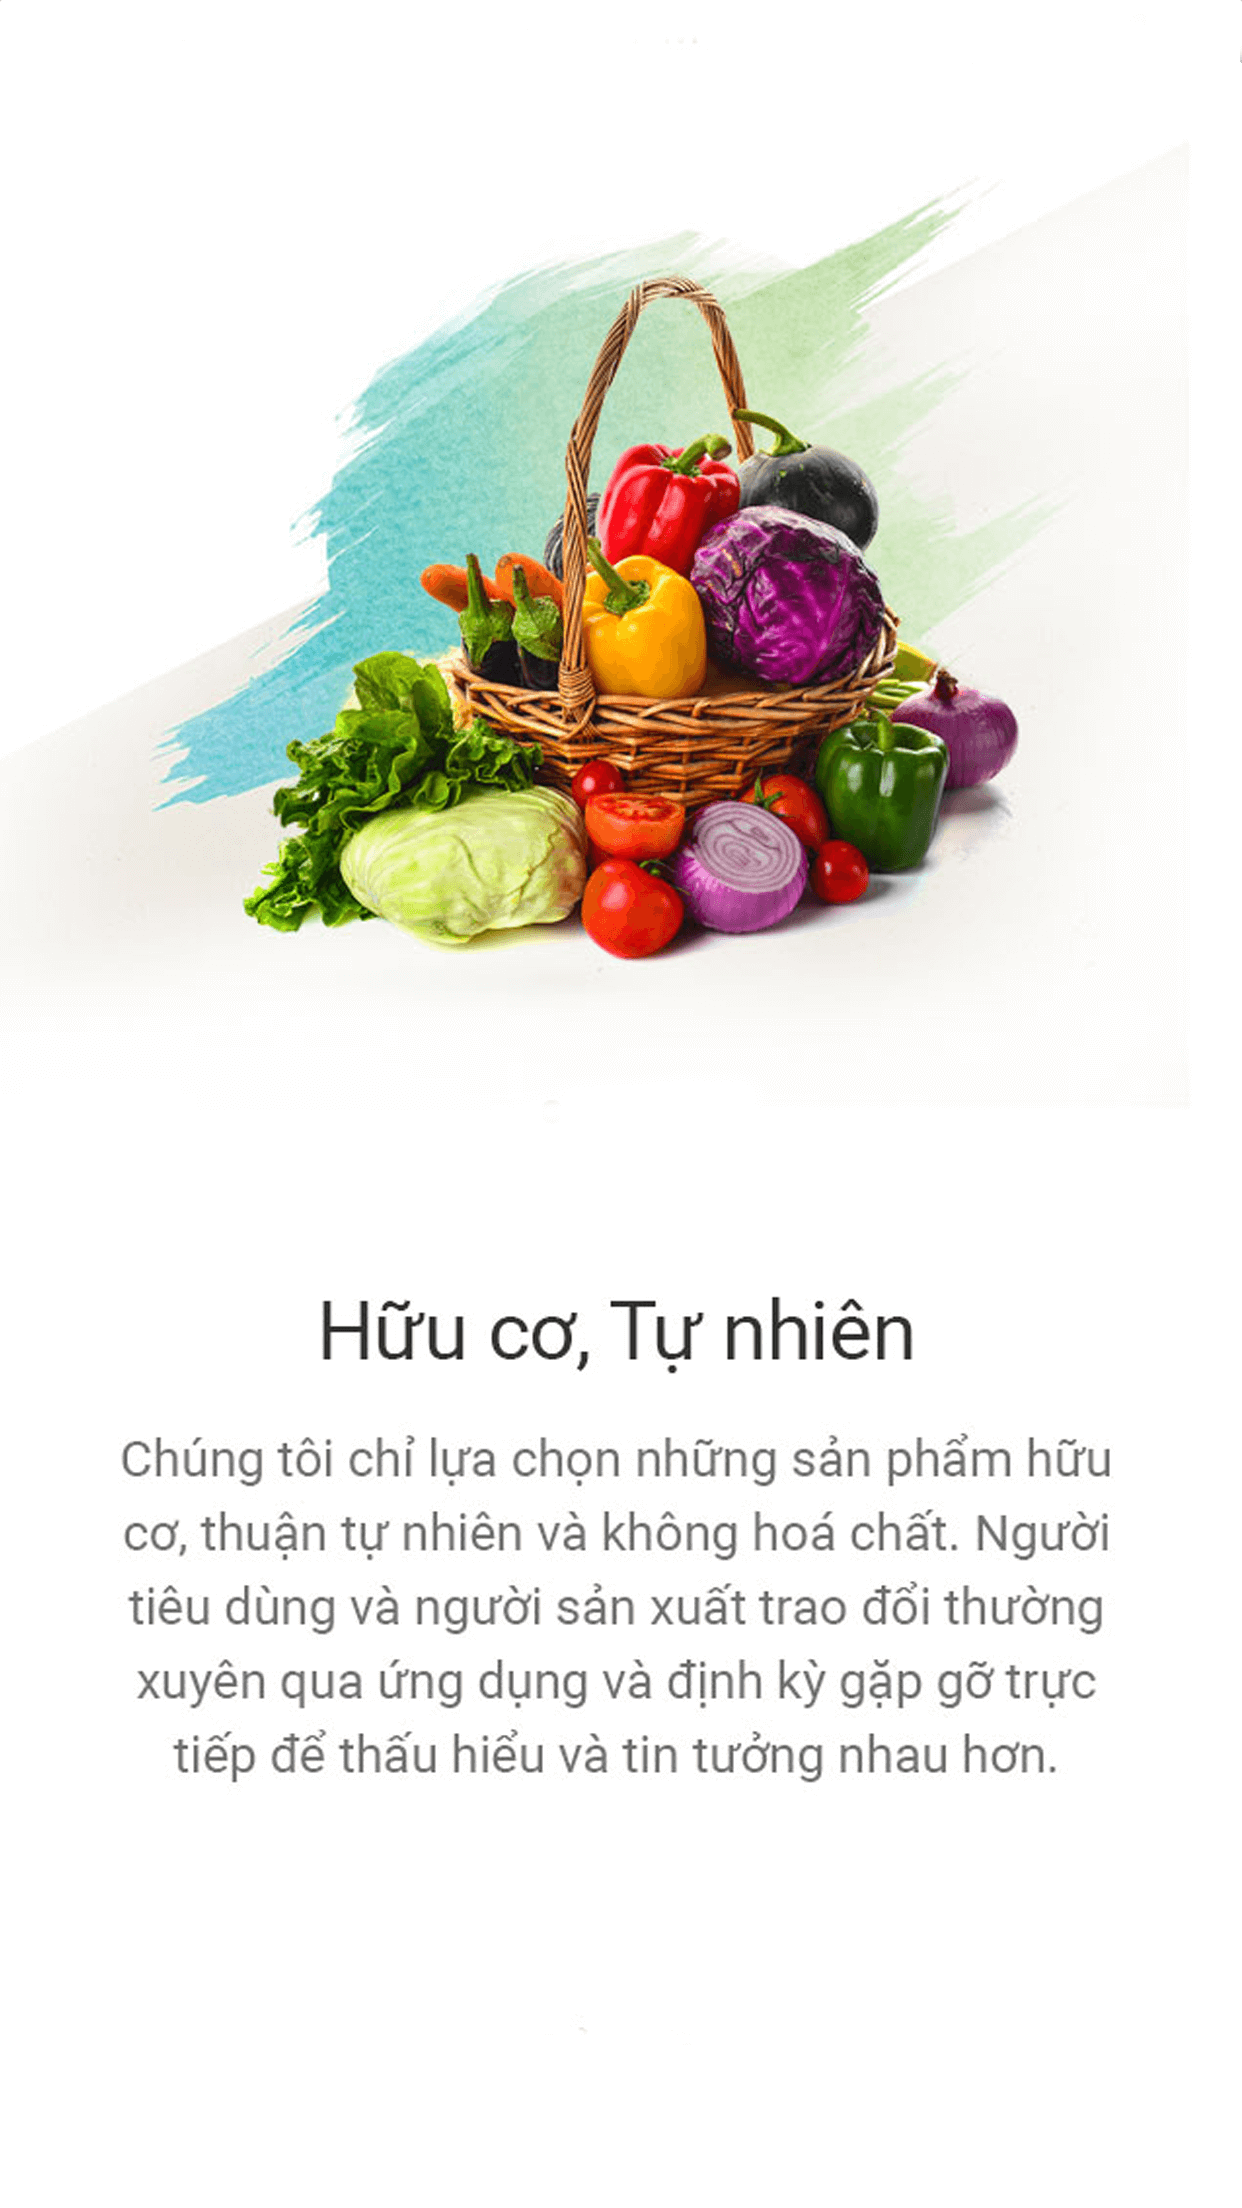 Hữu cơ, Tự nhiên
Chúng tôi chỉ lựa chọn những sản phẩm hữu
cơ, thuận tự nhiên và không hoá chất. Người
tiêu dùng và người sản xuất trao đổi thường
xuyên qua ứng dụng và định kỳ gặp gỡ trực
tiếp để thấu hiểu và tin tưởng nhau hơn.